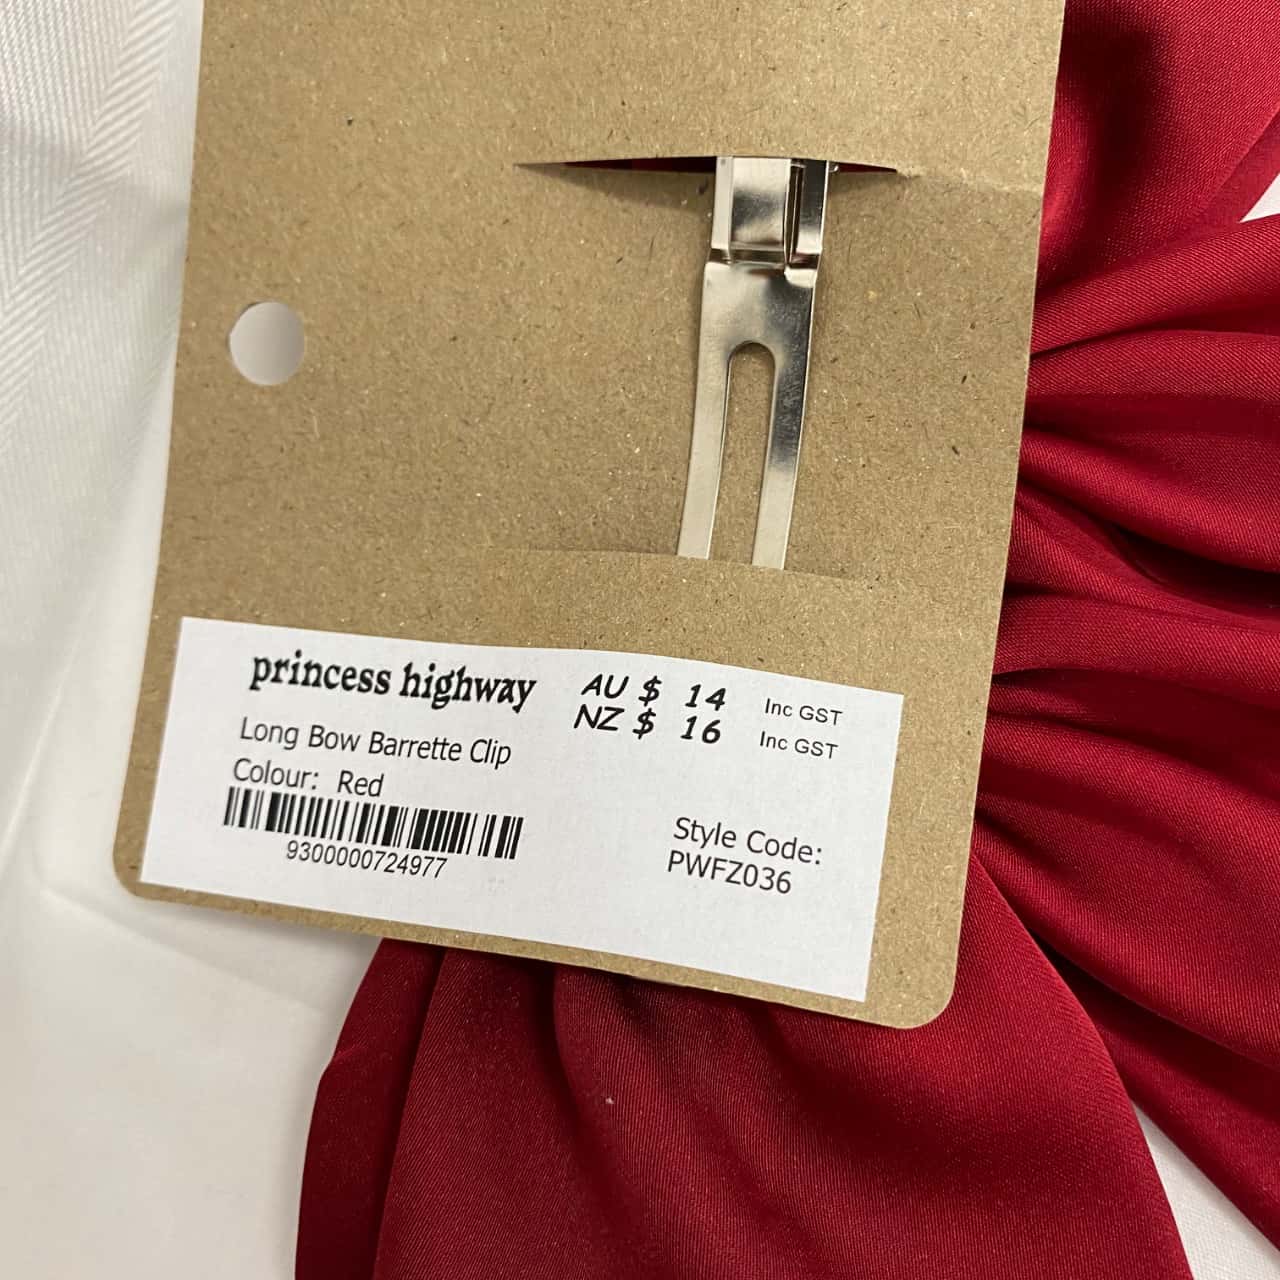 princess highway
AU $ 14 Inc GST
NZ $ 16 Inc GST
Long Bow Barrette Clip
Colour: Red
9300000724977
Style Code:
PWFZ036